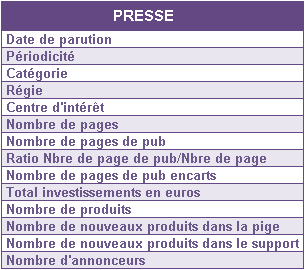 PRESSE
Date de parution
Périodicité
Catégorie
Régie
Centre d'intérêt
Nombre de pages
Nombre de pages de pub
Ratio Nbre de page de pub/Nbre de page
Nombre de pages de pub encarts
Total investissements en euros
Nombre de produits
Nombre de nouveaux produits dans la pige
Nombre de nouveaux produits dans le support
Nombre d'annonceurs